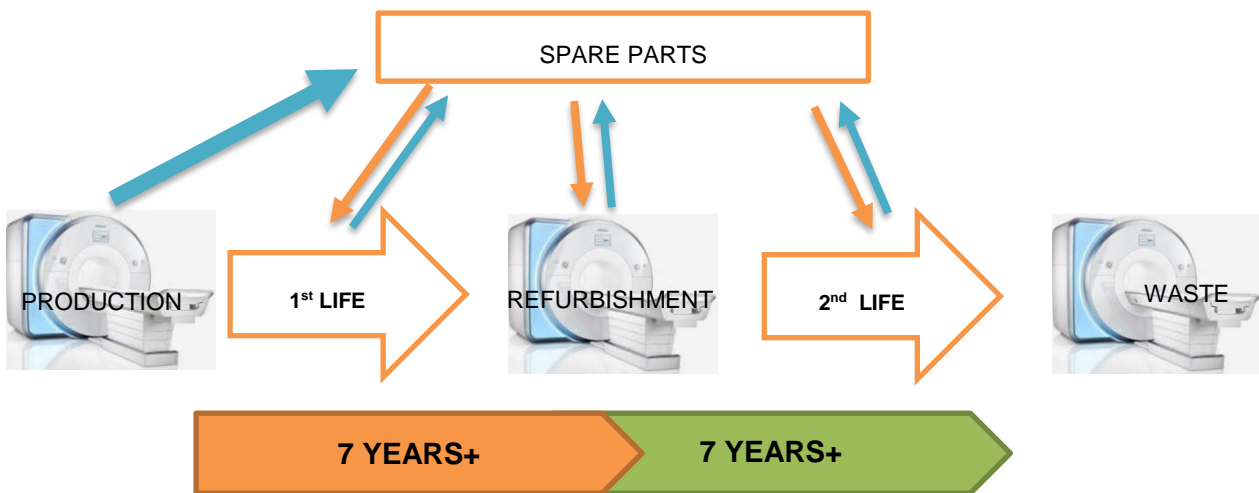 SPARE PARTS
PRODUCTION
1st LIFE
REFURBISHMENT
2nd LIFE
WASTE
7 YEARS+
7 YEARS+